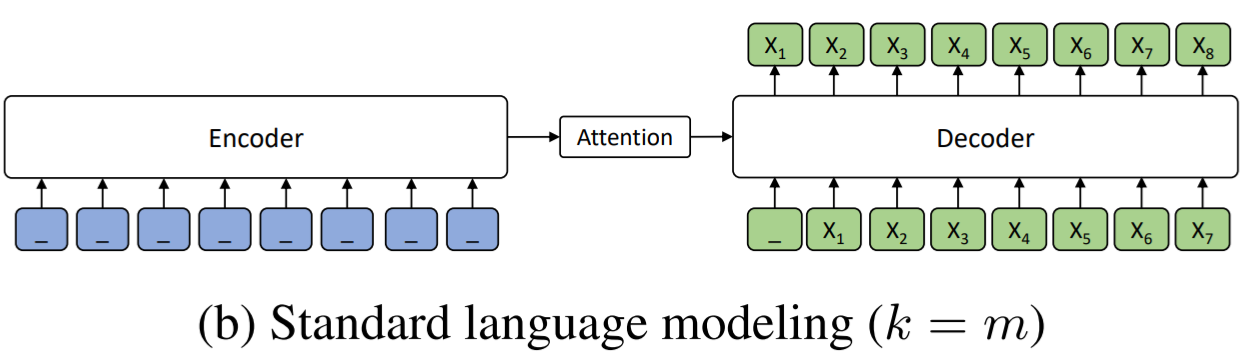 X₁ X₂ X₃ X₄ X₅ X₆ X₇ X₈
Encoder Attention Decoder
_ _ _ _ _ _ _ _ _ X₁ X₂ X₃ X₄ X₅ X₆ X₇
(b) Standard language modeling (k = m)